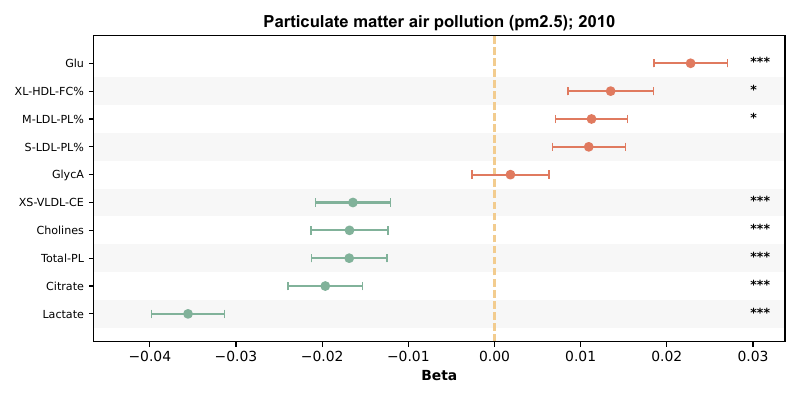 Particulate matter air pollution (pm2.5); 2010
Glu ***
XL-HDL-FC% *
M-LDL-PL% *
S-LDL-PL%
GlycA
XS-VLDL-CE ***
Cholines ***
Total-PL ***
Citrate ***
Lactate ***
−0.04 −0.03 −0.02 −0.01 0.00 0.01 0.02 0.03
Beta